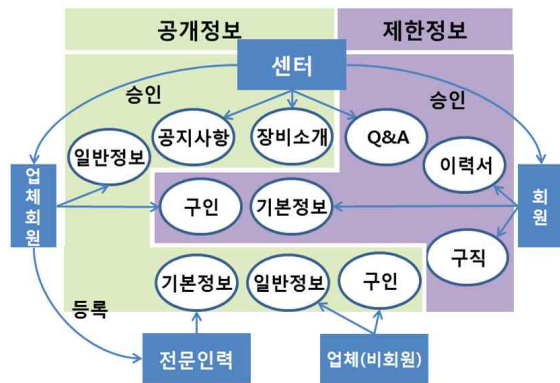 공개정보
제한정보
센터
승인
승인
공지사항
장비소개
Q&A
일반정보
이력서
업체회원
구인
기본정보
회원
구직
기본정보
일반정보
구인
등록
전문인력
업체(비회원)